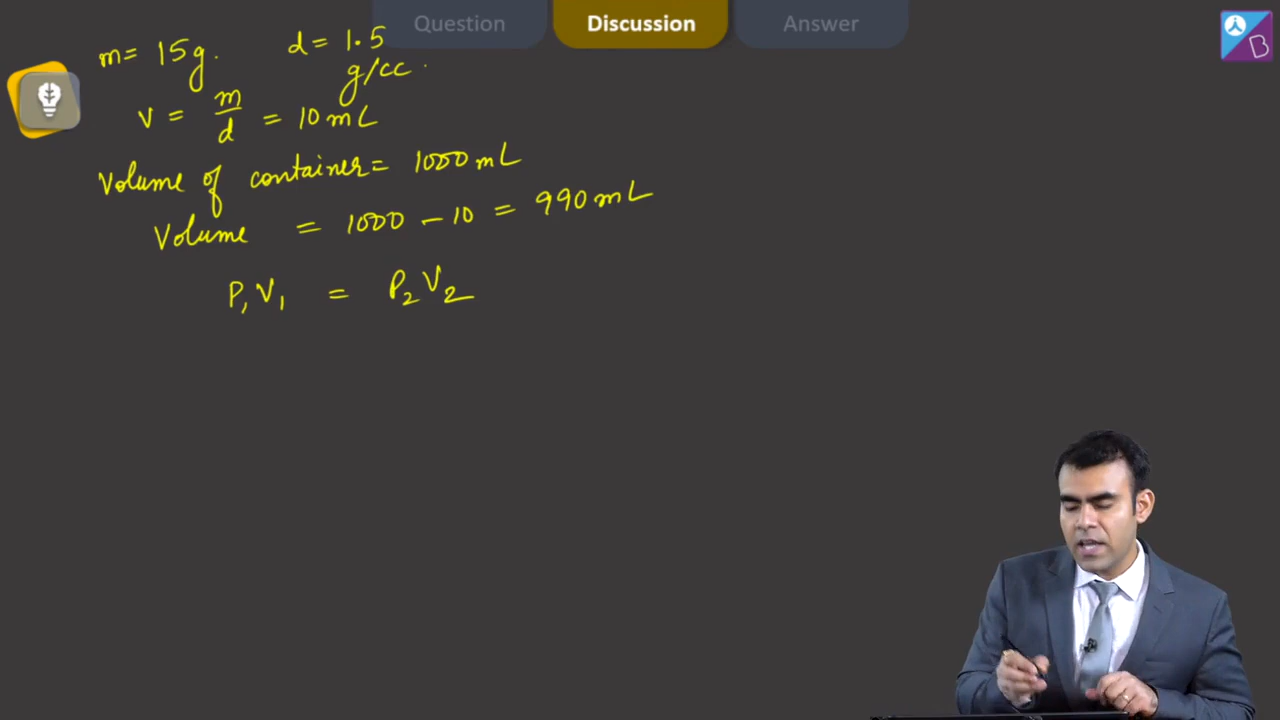 Question Discussion Answer
m = 15g. d = 1.5 g/cc.
v = m/d = 10 mL
Volume of container = 1000 mL
Volume = 1000 – 10 = 990 mL
P₁V₁ = P₂V₂
B